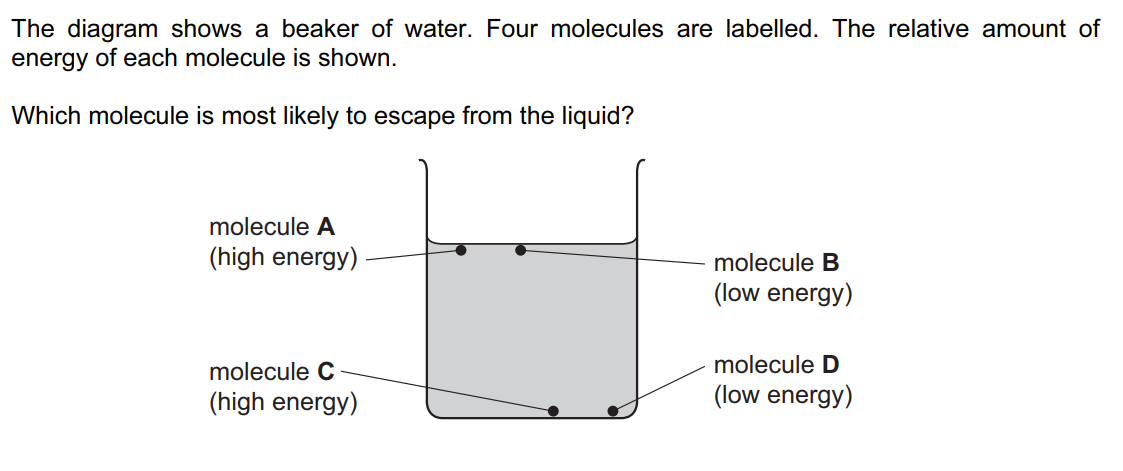 The diagram shows a beaker of water. Four molecules are labelled. The relative amount of
energy of each molecule is shown.
Which molecule is most likely to escape from the liquid?
molecule A
(high energy)
molecule B
(low energy)
molecule C
(high energy)
molecule D
(low energy)